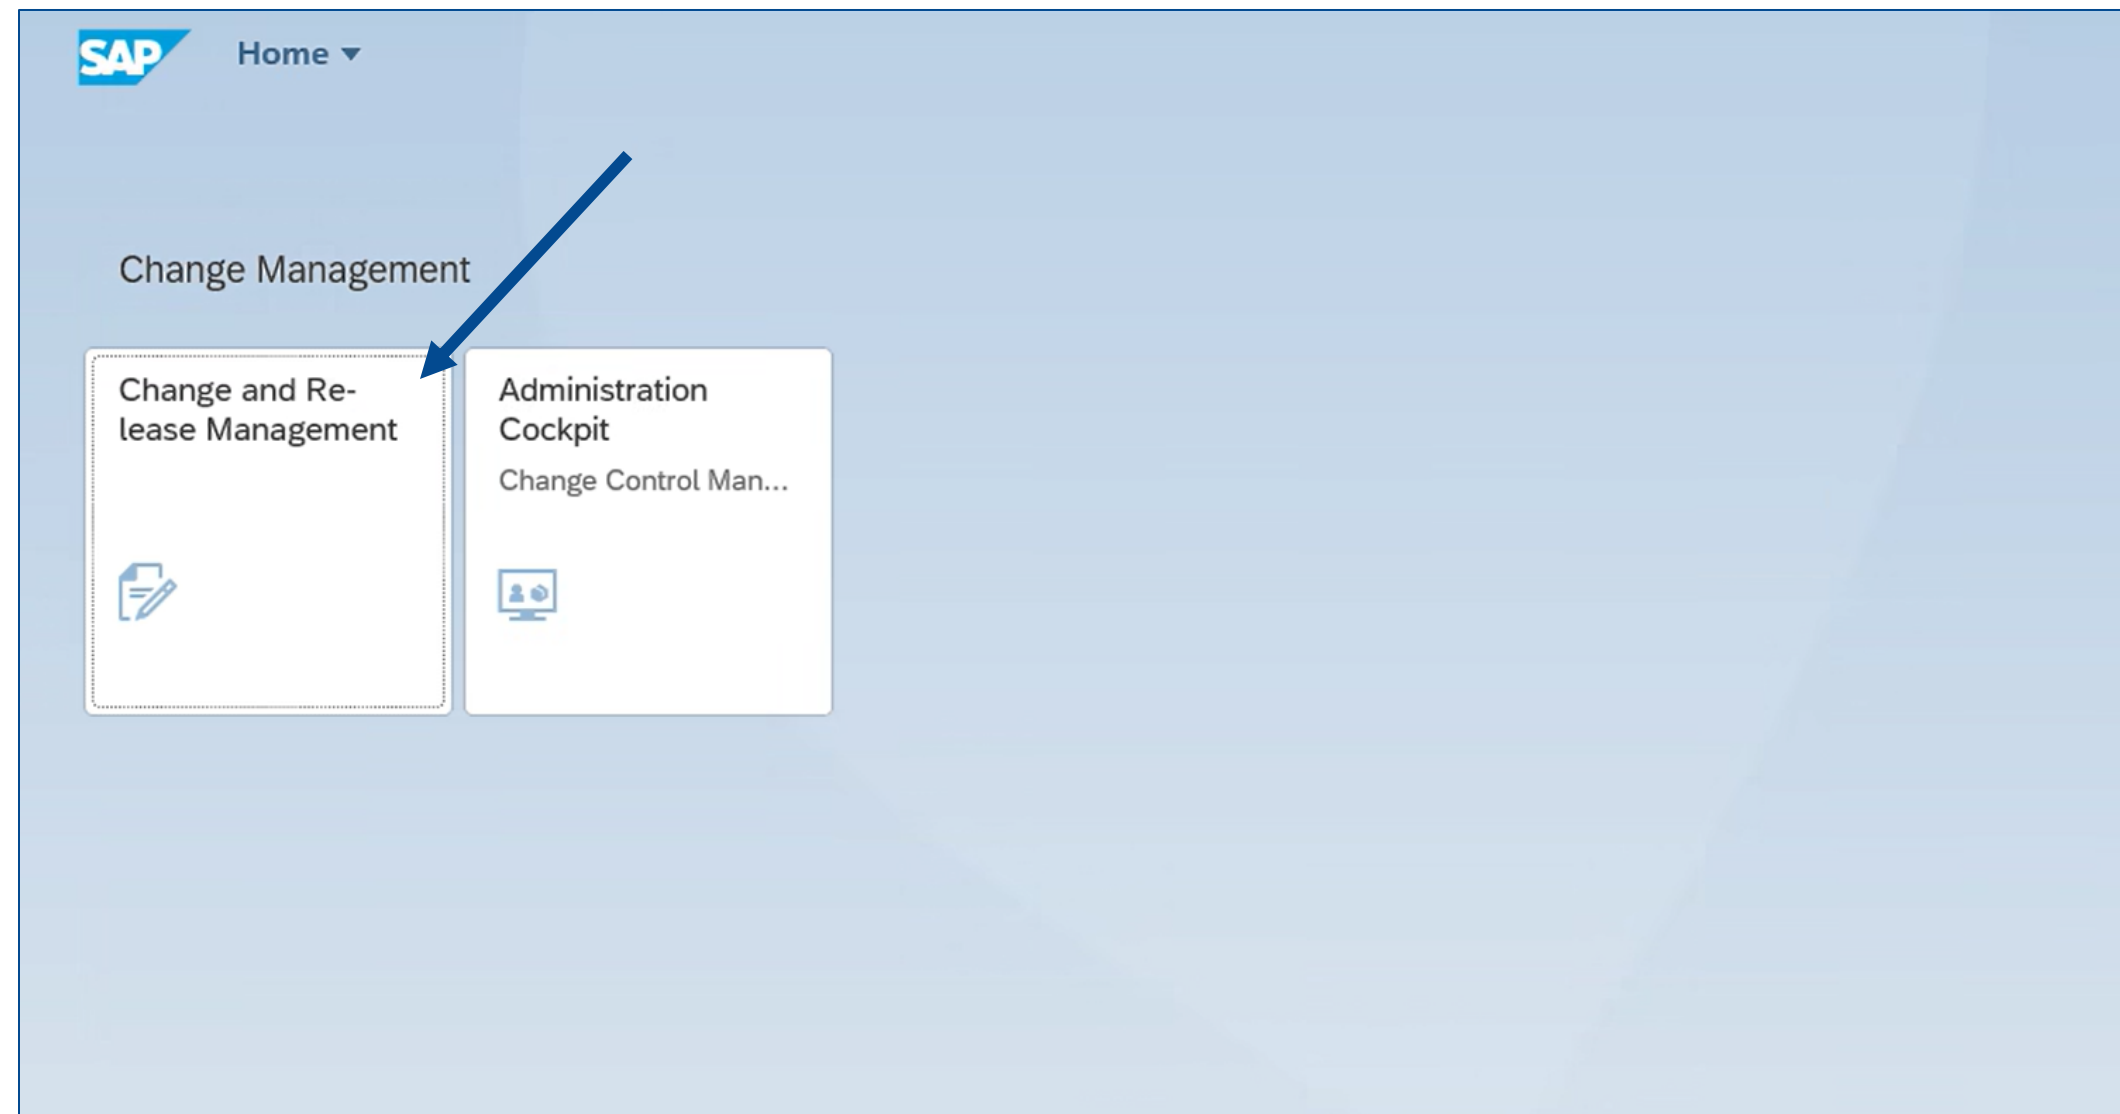 SAP
Home
Change Management
Change and Re-
lease Management
Administration
Cockpit
Change Control Man...